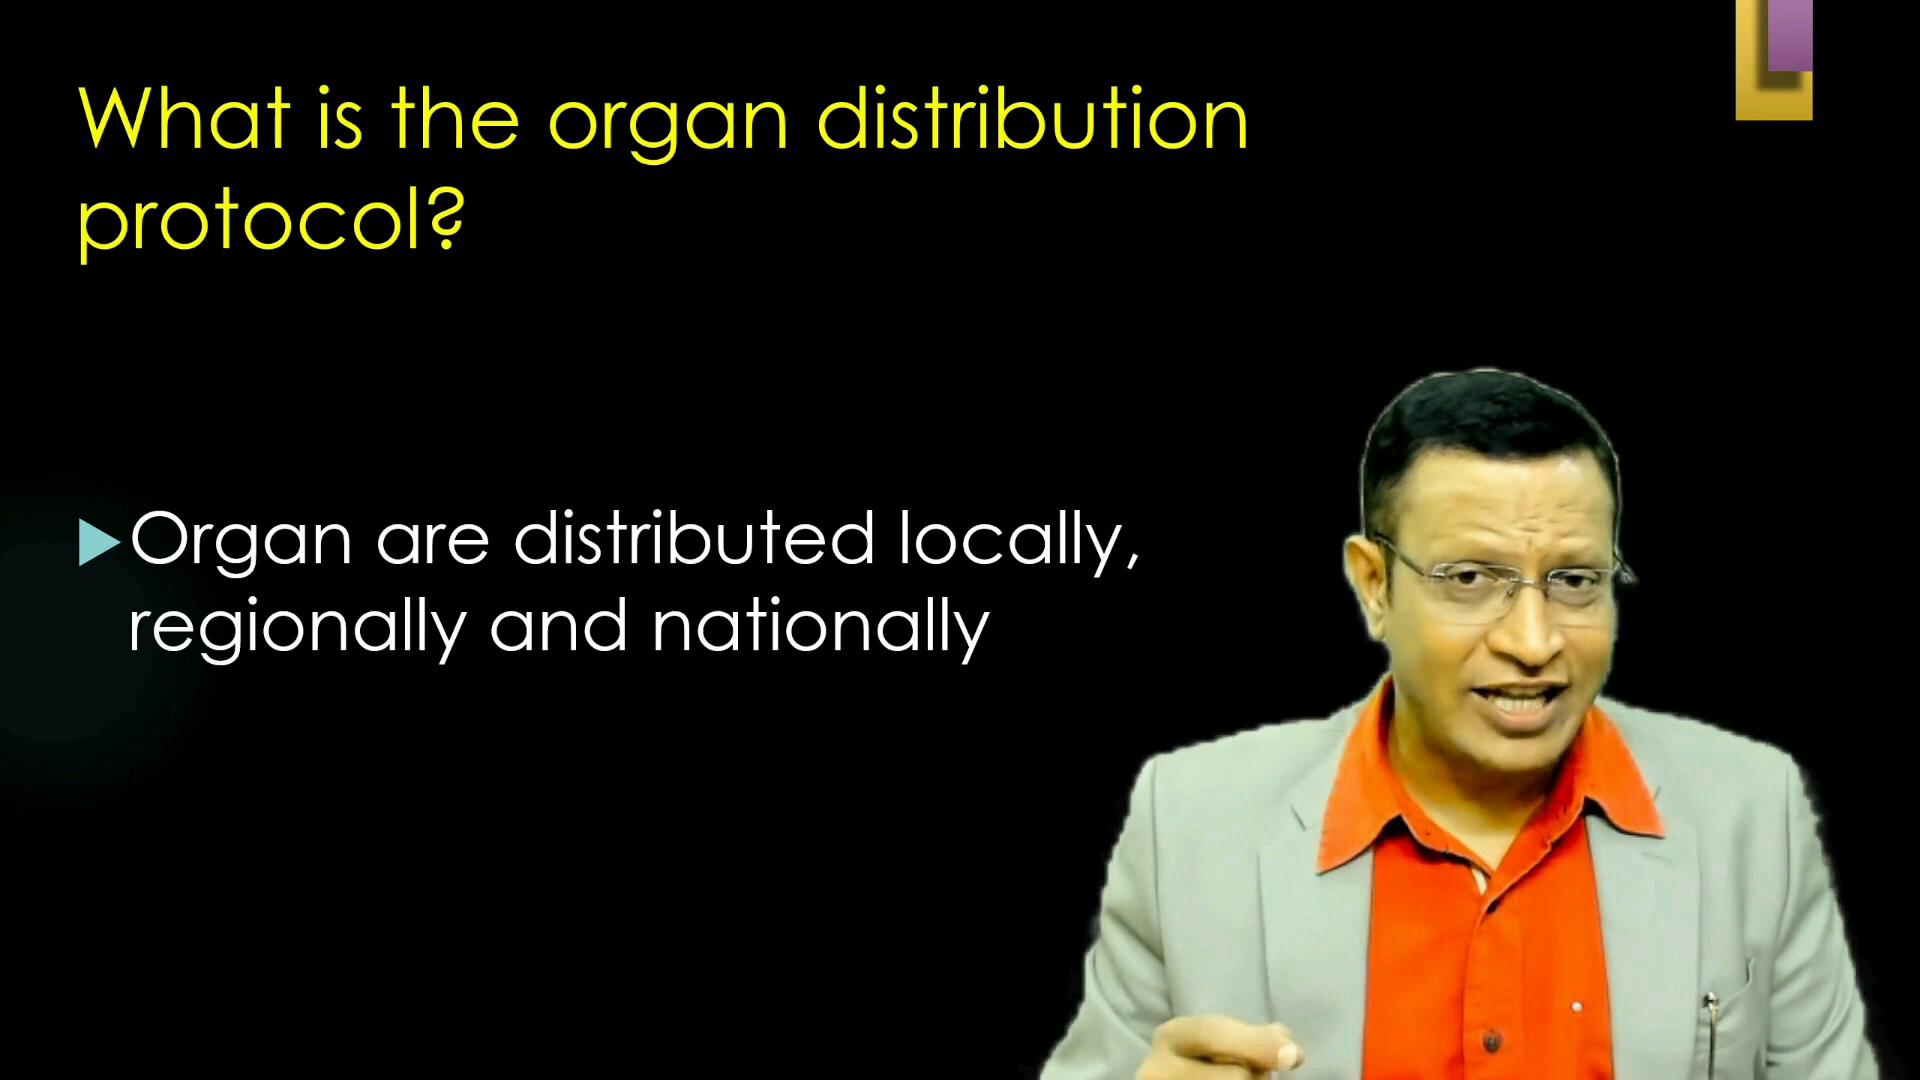 What is the organ distribution
protocol?
Organ are distributed locally,
regionally and nationally